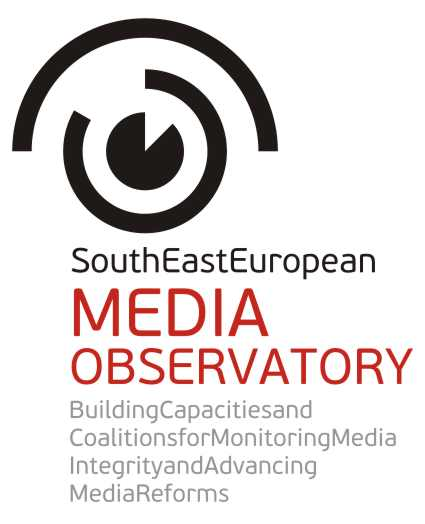 SouthEastEuropean
MEDIA
OBSERVATORY
BuildingCapacitiesand
CoalitionsforMonitoringMedia
IntegrityandAdvancing
MediaReforms